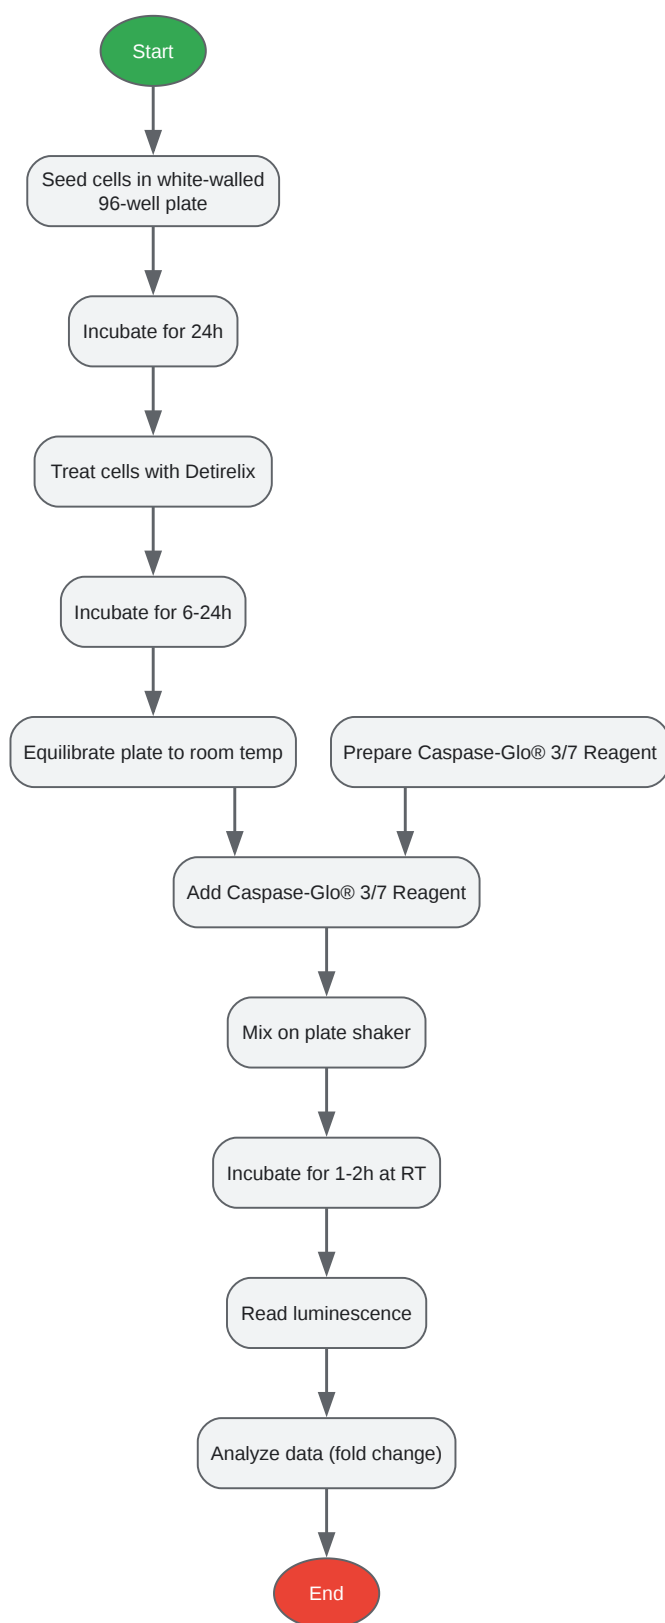 Start
Seed cells in white-walled
96-well plate
Incubate for 24h
Treat cells with Detirelix
Incubate for 6-24h
Equilibrate plate to room temp
Prepare Caspase-Glo® 3/7 Reagent
Add Caspase-Glo® 3/7 Reagent
Mix on plate shaker
Incubate for 1-2h at RT
Read luminescence
Analyze data (fold change)
End